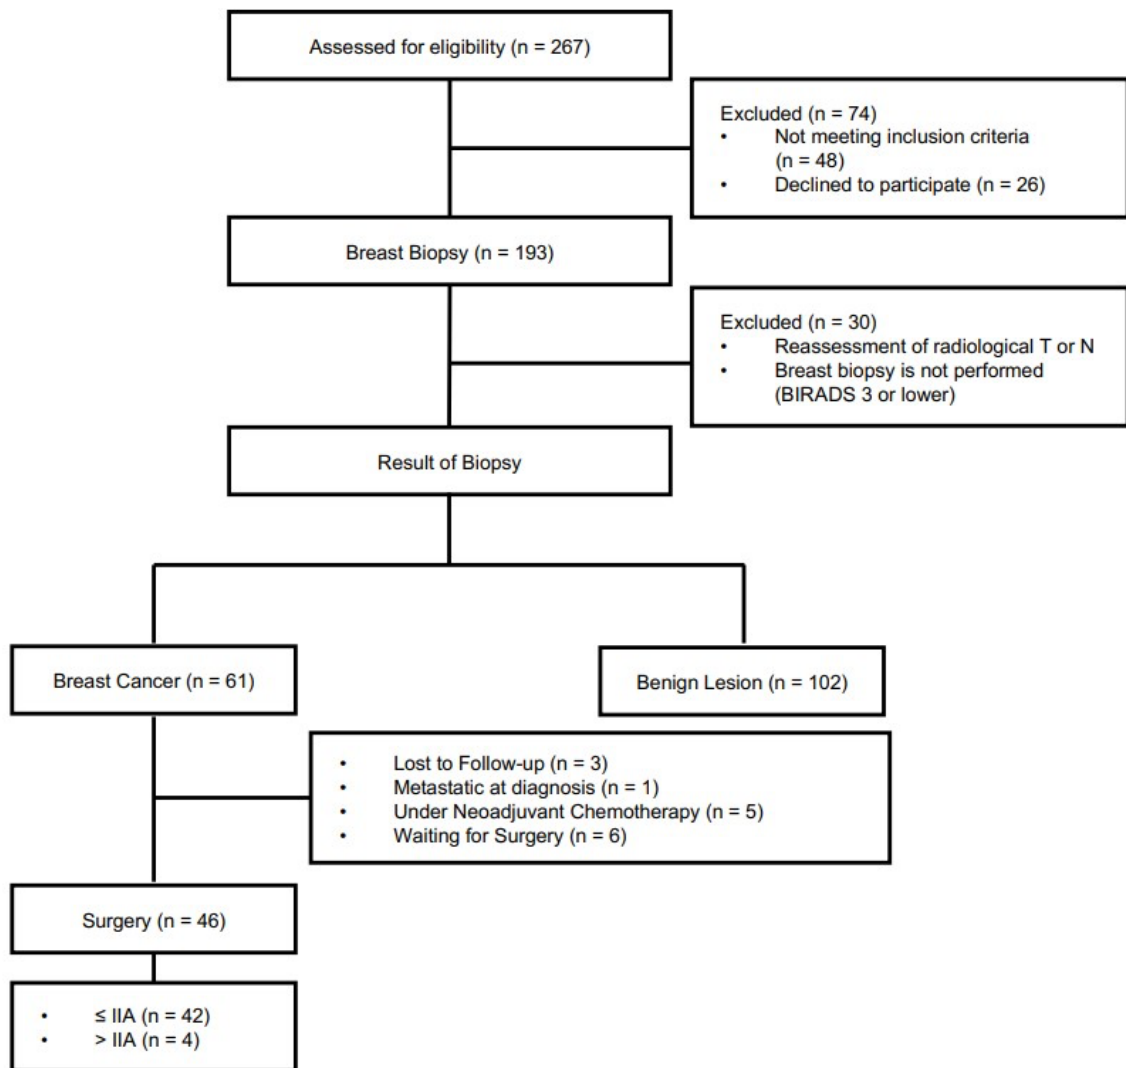 Assessed for eligibility (n = 267)
Excluded (n = 74)
• Not meeting inclusion criteria
(n = 48)
• Declined to participate (n = 26)
Breast Biopsy (n = 193)
Excluded (n = 30)
• Reassessment of radiological T or N
• Breast biopsy is not performed
(BIRADS 3 or lower)
Result of Biopsy
Breast Cancer (n = 61)
Benign Lesion (n = 102)
• Lost to Follow-up (n = 3)
• Metastatic at diagnosis (n = 1)
• Under Neoadjuvant Chemotherapy (n = 5)
• Waiting for Surgery (n = 6)
Surgery (n = 46)
• ≤ IIA (n = 42)
• > IIA (n = 4)